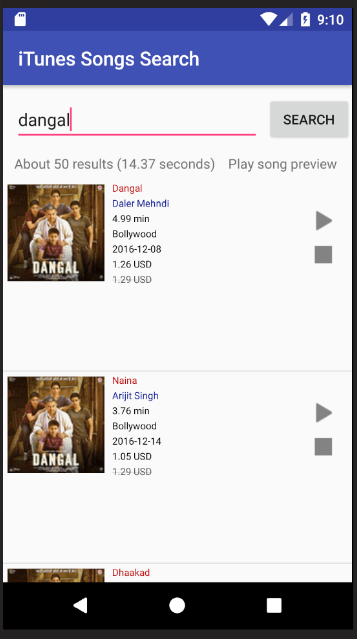 9:10
iTunes Songs Search
dangal
SEARCH
About 50 results (14.37 seconds) Play song preview
DANGAL
Dangal
Daler Mehndi
4.99 min
Bollywood
2016-12-08
1.26 USD
1.29 USD
DANGAL
Naina
Arijit Singh
3.76 min
Bollywood
2016-12-14
1.05 USD
1.29 USD
Dhaakad